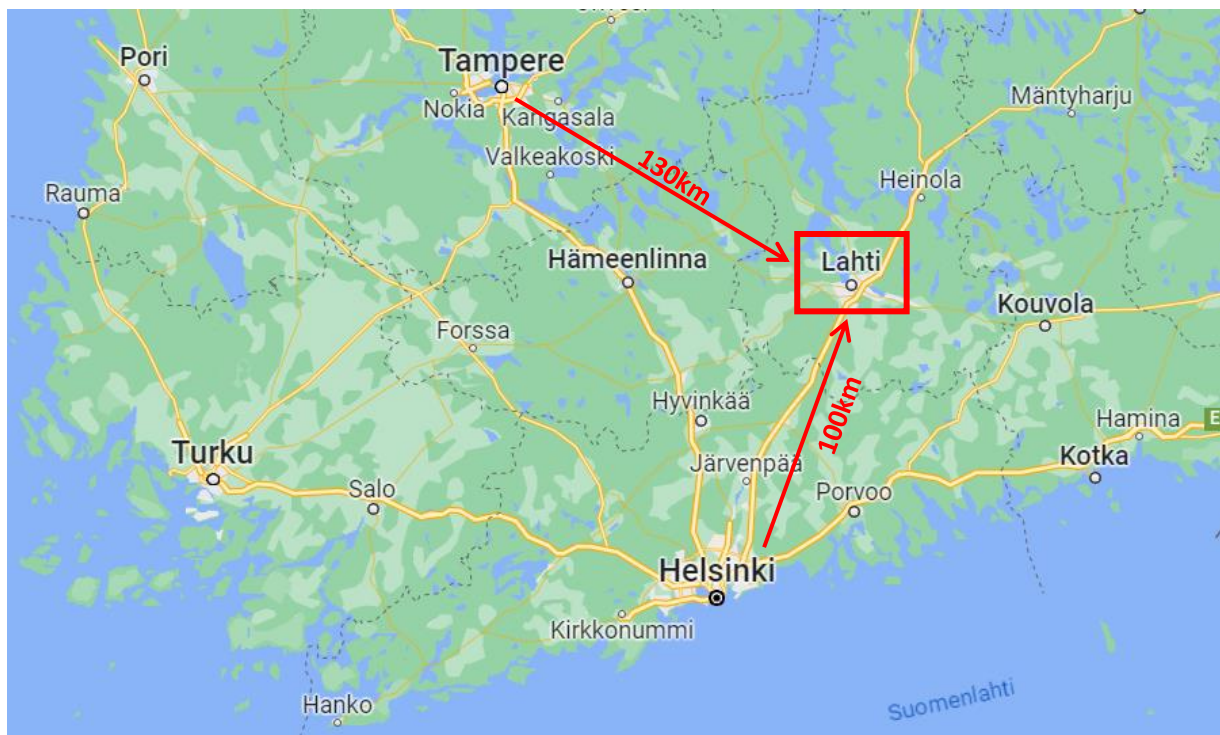 Pori
Tampere
Nokia
Kangasala
Mäntyharju
Valkeakoski
130km
Rauma
Heinola
Hämeenlinna
Lahti
Kouvola
Forssa
Hyvinkää
100km
Hamina
E
Turku
Järvenpää
Kotka
Salo
Porvoo
Helsinki
Kirkkonummi
Suomenlahti
Hanko